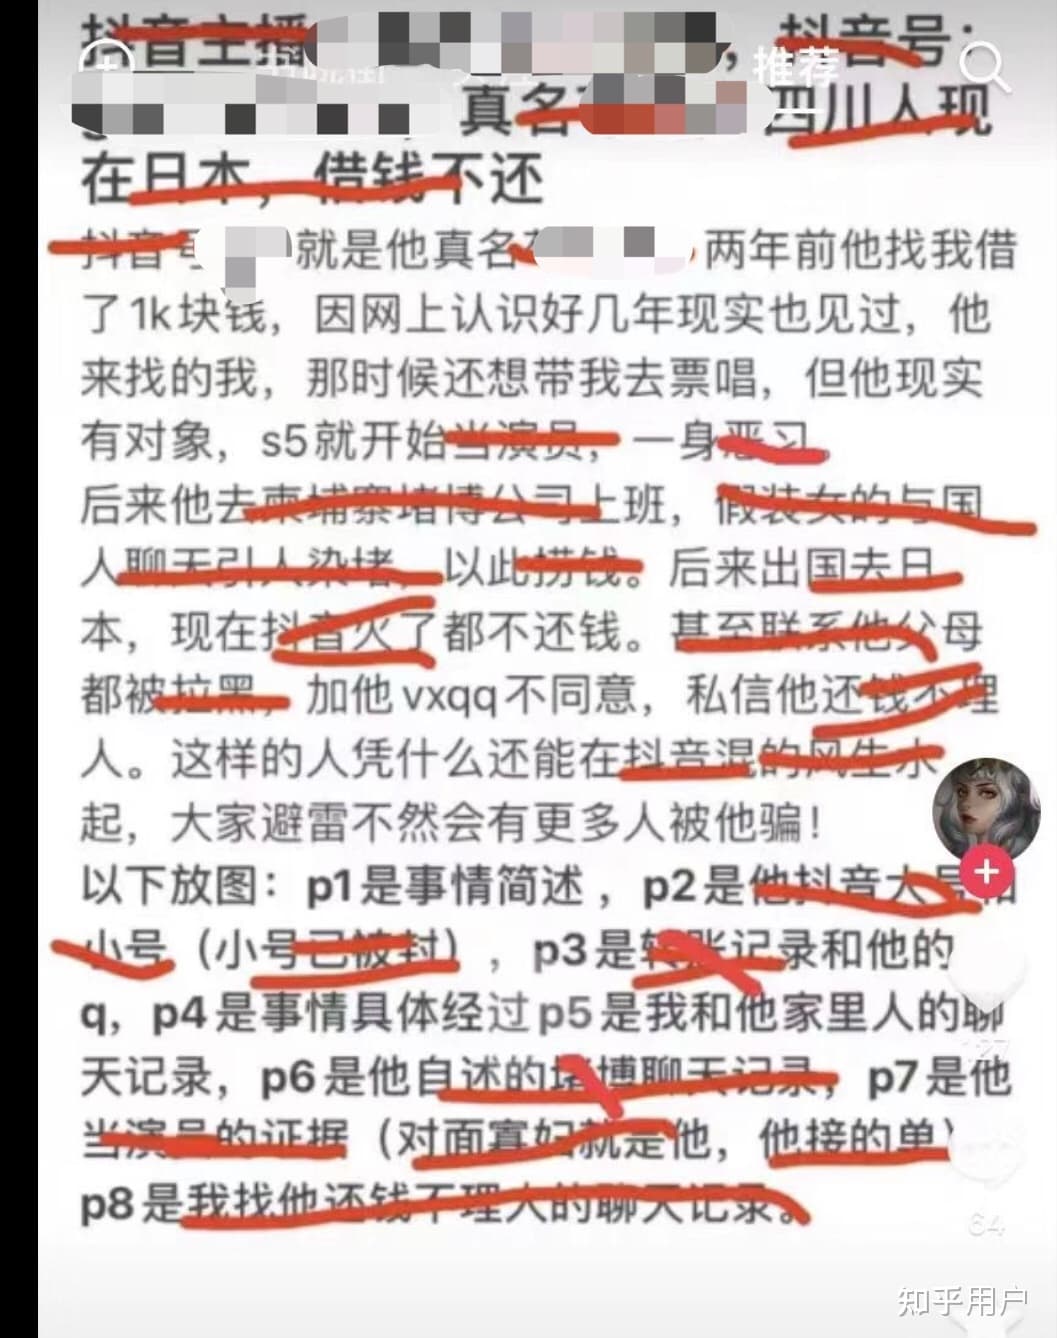 抖音主播，抖音号：
推荐
真名 四川人现
在日本，借钱不还
抖音号 就是他真名 两年前他找我借
了1k块钱，因网上认识好几年现实也见过，他
来找的我，那时候还想带我去票唱，但他现实
有对象，s5就开始当演员，一身恶习，
后来他去柬埔寨堵博公司上班，假装女的与国
人聊天引人染堵，以此捞钱。后来出国去日
本，现在抖音火了都不还钱。甚至联系他父母
都被拉黑，加他vxqq不同意，私信他还钱不理
人。这样的人凭什么还能在抖音混的风生水
起，大家避雷不然会有更多人被他骗！
以下放图：p1是事情简述，p2是他抖音大号和
小号（小号已被封），p3是转账记录和他的
q，p4是事情具体经过p5是我和他家里人的聊
天记录，p6是他自述的堵博聊天记录，p7是他
当演员的证据（对面寡妇就是他，他接的单）
p8是我找他还钱不理人的聊天记录。
127
64
知乎用户